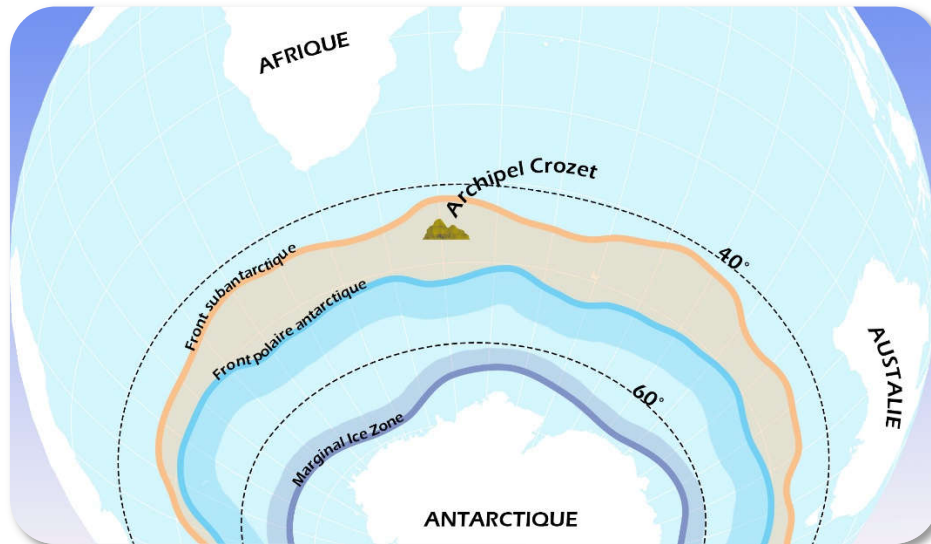 AFRIQUE
Archipel Crozet
40°
Front subantarctique
Front polaire antarctique
AUSTALIE
60°
Marginal Ice Zone
ANTARCTIQUE